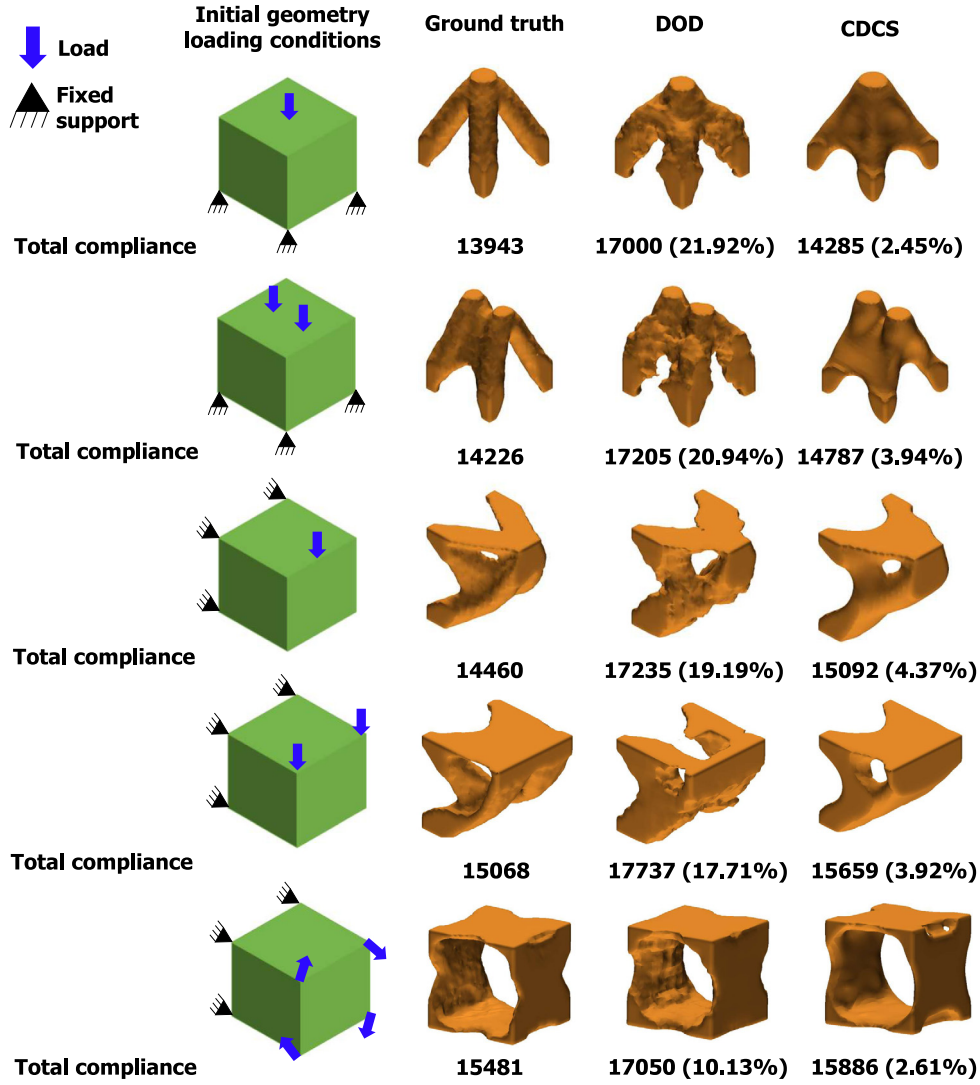 Initial geometry
loading conditions
Ground truth
DOD
CDCS
Load
Fixed
support
Total compliance
13943
17000 (21.92%)
14285 (2.45%)
Total compliance
14226
17205 (20.94%)
14787 (3.94%)
Total compliance
14460
17235 (19.19%)
15092 (4.37%)
Total compliance
15068
17737 (17.71%)
15659 (3.92%)
Total compliance
15481
17050 (10.13%)
15886 (2.61%)